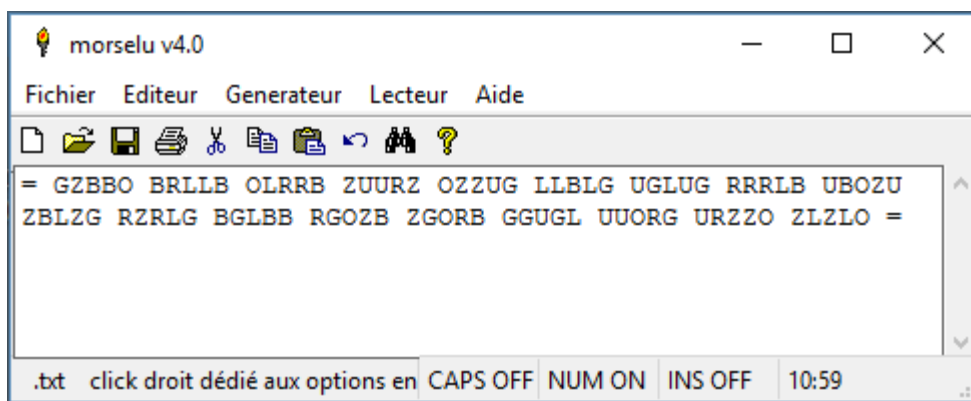 morselu v4.0
Fichier Editeur Generateur Lecteur Aide
= GZBBO BRLLB OLRRB ZUURZ OZZUG LLBLG UGLUG RRRLB UBOZU
ZBLZG RZRLG BGLBB RGOZB ZGORB GGUGL UUORG URZZO ZLZLO =
.txt click droit dédié aux options en CAPS OFF NUM ON INS OFF 10:59